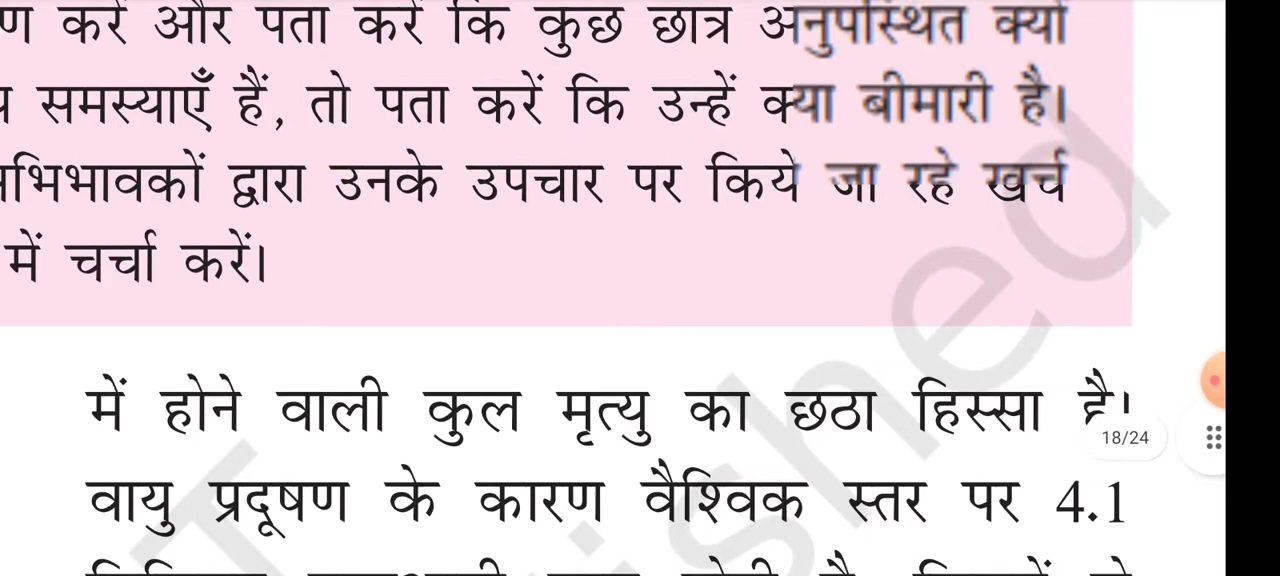 ण करें और पता करें कि कुछ छात्र अनुपस्थित क्यों
समस्याएँ हैं, तो पता करें कि उन्हें क्या बीमारी है।
अभिभावकों द्वारा उनके उपचार पर किये जा रहे खर्च
में चर्चा करें।
में होने वाली कुल मृत्यु का छठा हिस्सा है।
18/24
वायु प्रदूषण के कारण वैश्विक स्तर पर 4.1